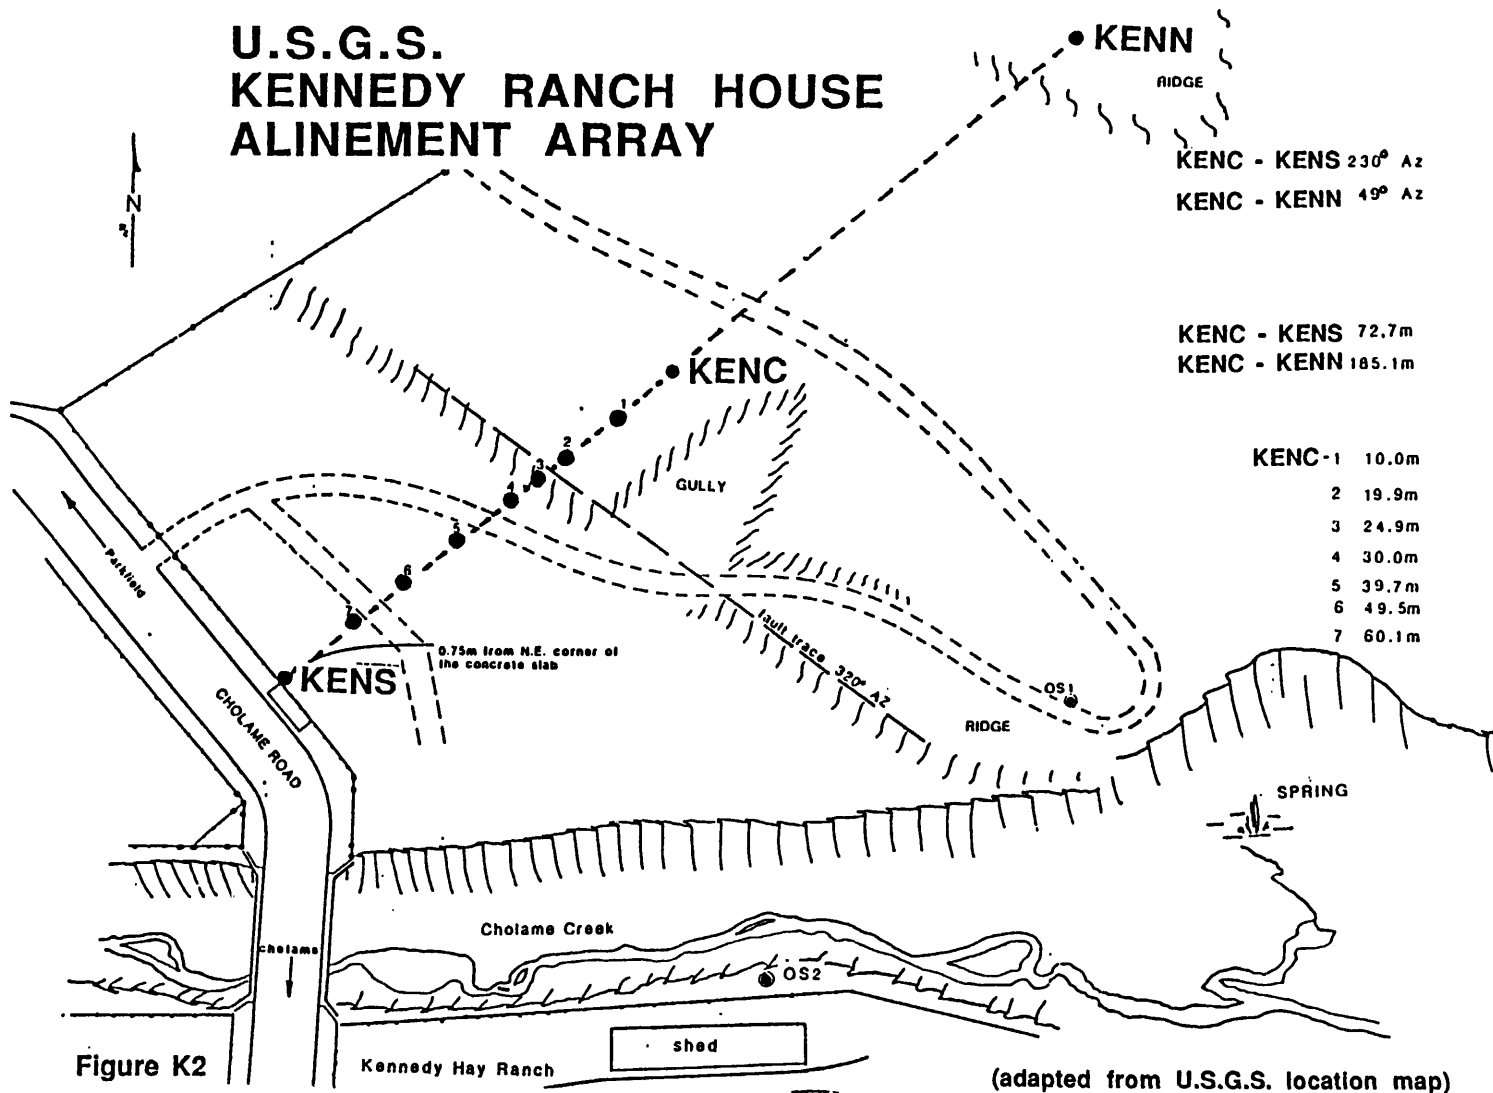 U.S.G.S.
KENNEDY RANCH HOUSE
ALINEMENT ARRAY
KENN
RIDGE
KENC - KENS 230° Az
KENC - KENN 49° Az
N
KENC - KENS 72.7m
KENC - KENN 185.1m
KENC
1
2
3
4
5
6
7
GULLY
KENC-1 10.0m
2 19.9m
3 24.9m
4 30.0m
5 39.7m
6 49.5m
7 60.1m
Parkfield
0.75m from N.E. corner of
the concrete slab
KENS
fault trace 320° AZ
OS1
RIDGE
CHOLAME ROAD
SPRING
Cholame Creek
cholame
OS2
shed
Kennedy Hay Ranch
Figure K2
(adapted from U.S.G.S. location map)